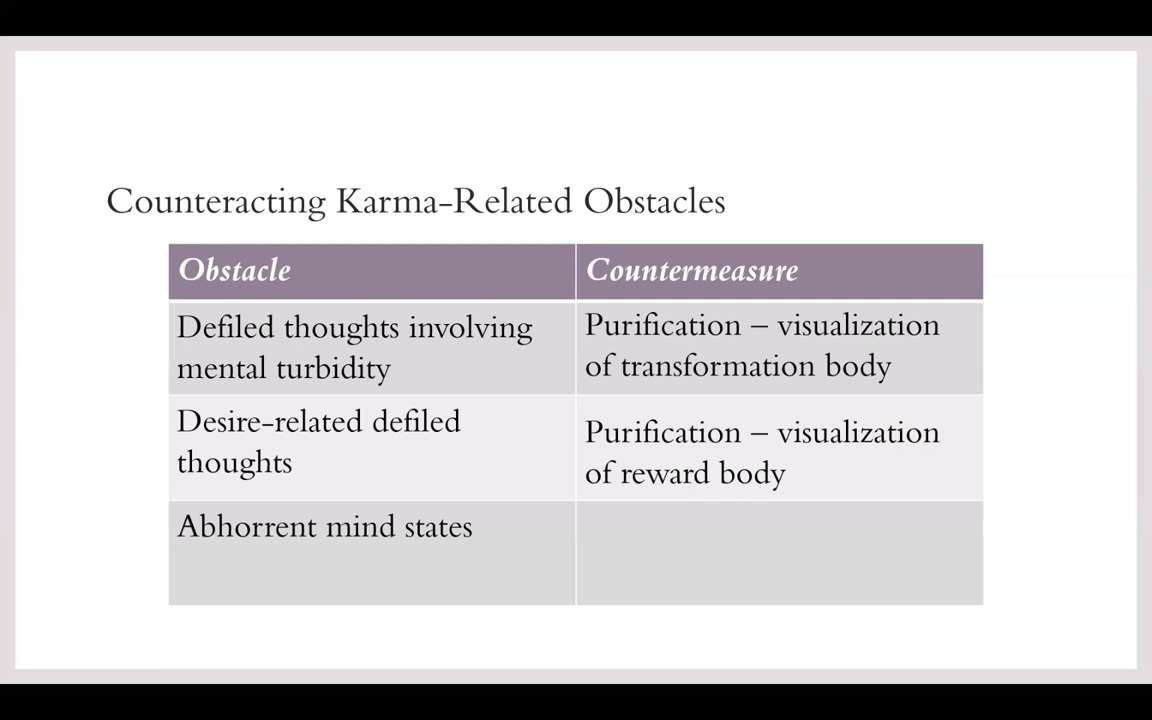 Counteracting Karma-Related Obstacles
Obstacle
Countermeasure
Defiled thoughts involving
mental turbidity
Purification – visualization
of transformation body
Desire-related defiled
thoughts
Purification – visualization
of reward body
Abhorrent mind states